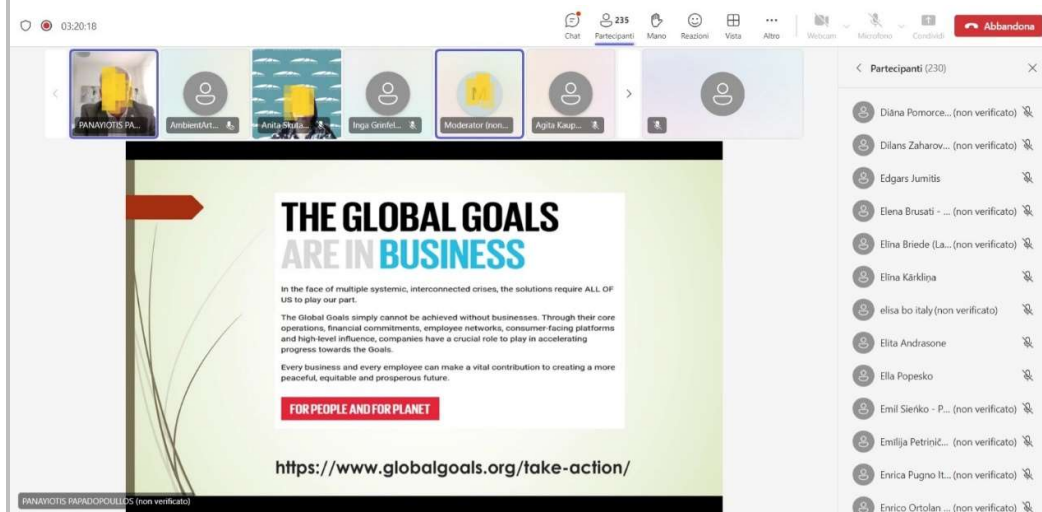 03:20:18
Chat
235
Partecipanti
Mano
Reazioni
Vista
Altro
Webcam
Microfono
Condividi
Abbandona
PANAYIOTIS PA...
AmbientArt...
Anita Skuta...
Inga Grinfel...
M
Moderator (non...
Agita Kaup...
THE GLOBAL GOALS
ARE IN BUSINESS
In the face of multiple systemic, interconnected crises, the solutions require ALL OF
US to play our part.
The Global Goals simply cannot be achieved without businesses. Through their core
operations, financial commitments, employee networks, consumer-facing platforms
and high-level influence, companies have a crucial role to play in accelerating
progress towards the Goals.
Every business and every employee can make a vital contribution to creating a more
peaceful, equitable and prosperous future.
FOR PEOPLE AND FOR PLANET
https://www.globalgoals.org/take-action/
PANAYIOTIS PAPADOPOULLOS (non verificato)
Partecipanti (230)
Diāna Pomorce... (non verificato)
Dilans Zaharov... (non verificato)
Edgars Jumitis
Elena Brusati - ... (non verificato)
Elīna Briede (La... (non verificato)
Elīna Kārkliņa
elisa bo italy (non verificato)
Elita Andrasone
Ella Popesko
Emil Sieńko - P... (non verificato)
Emīlija Petriņič... (non verificato)
Enrica Pugno It... (non verificato)
Enrico Ortolan ... (non verificato)